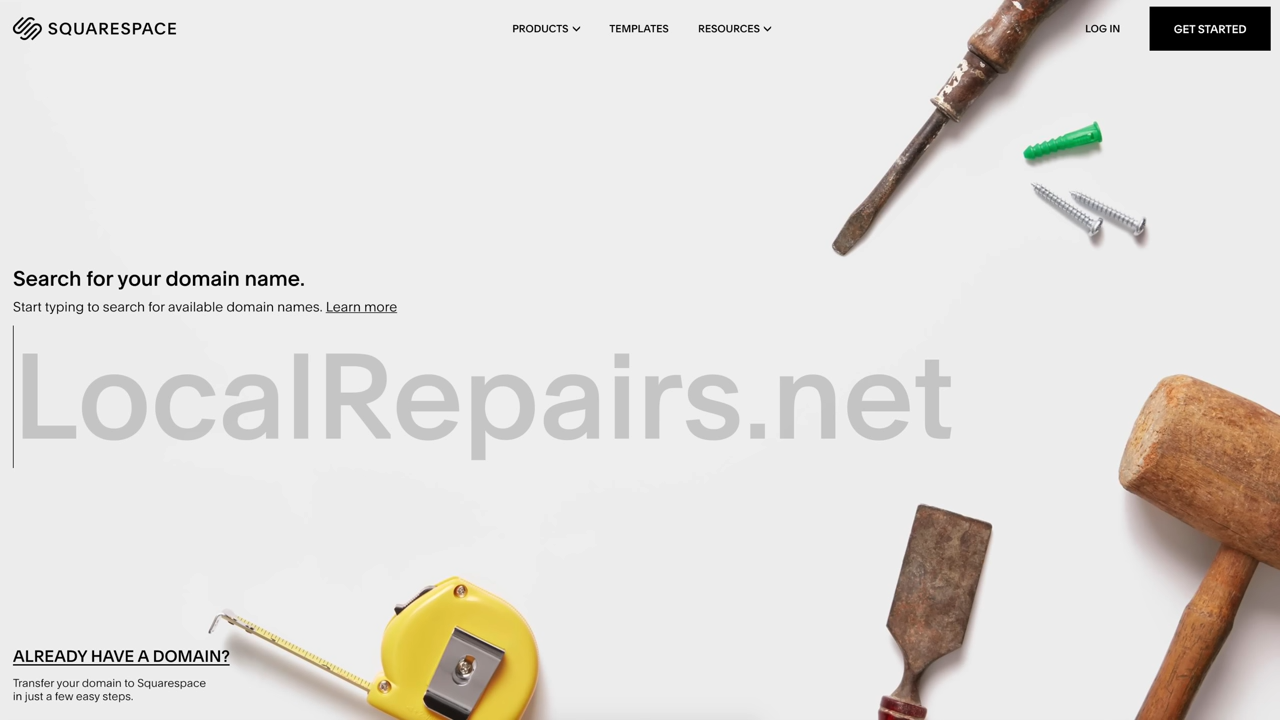 SQUARESPACE
PRODUCTS
TEMPLATES
RESOURCES
LOG IN
GET STARTED
Search for your domain name.
Start typing to search for available domain names. Learn more
LocalRepairs.net
ALREADY HAVE A DOMAIN?
Transfer your domain to Squarespace
in just a few easy steps.